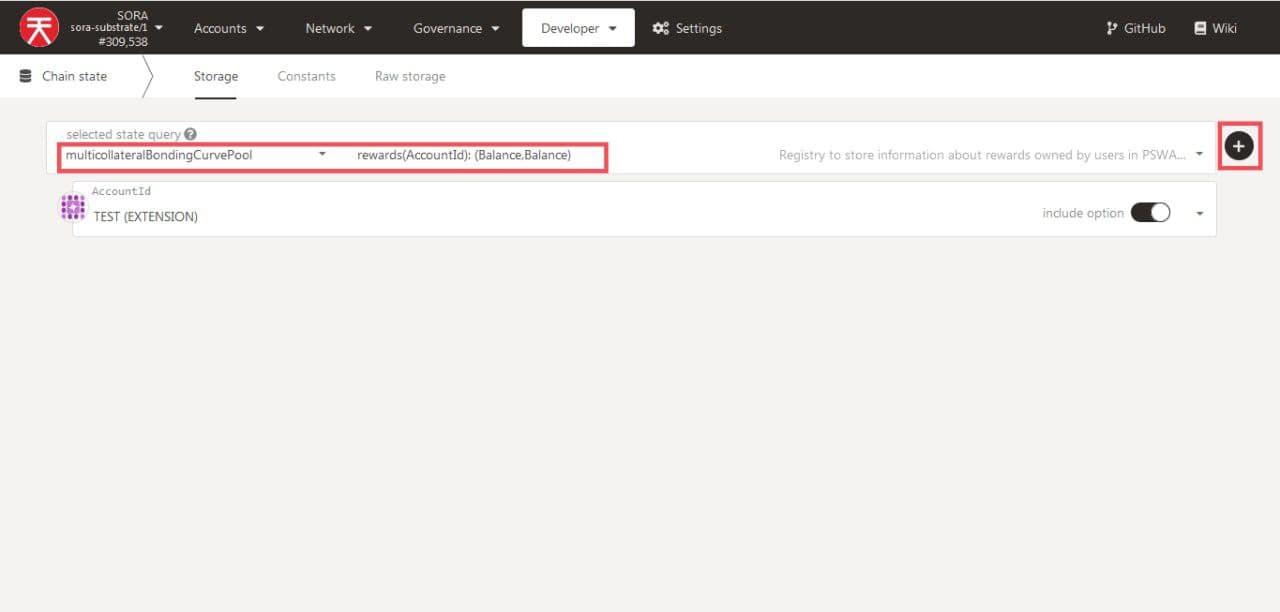 SORA
sora-substrate/1
#309,538
Accounts
Network
Governance
Developer
Settings
GitHub
Wiki
Chain state
Storage
Constants
Raw storage
selected state query
multicollateralBondingCurvePool
rewards(AccountId): (Balance,Balance)
Registry to store information about rewards owned by users in PSWA...
AccountId
TEST (EXTENSION)
include option